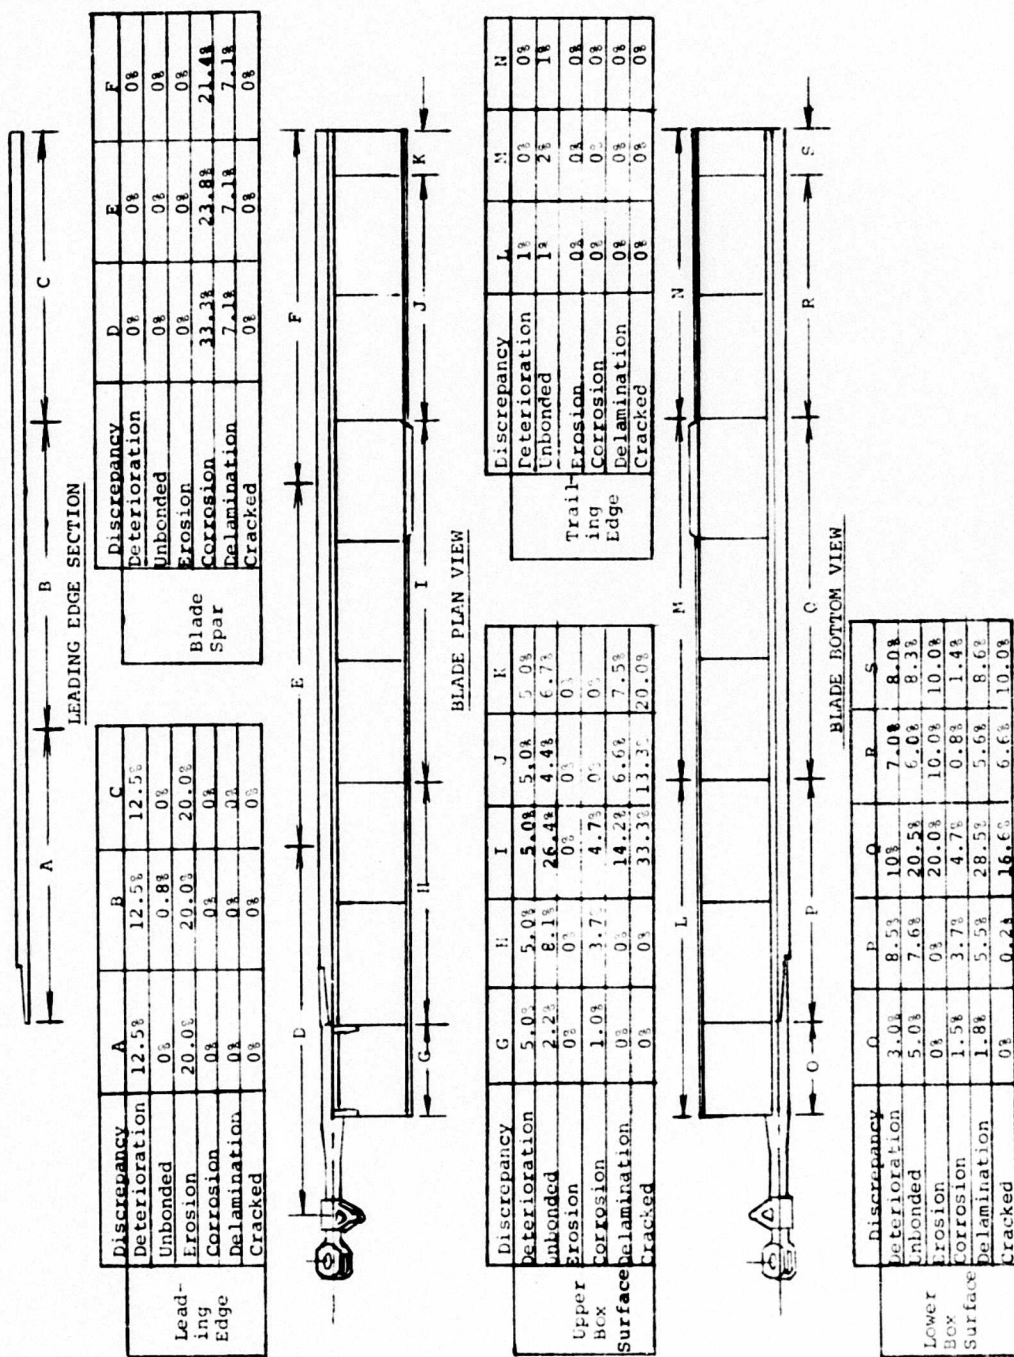 C
B
A
LEADING EDGE SECTION
Lead-
ing
Edge
Discrepancy A B C
Deterioration 12.5% 12.5% 12.5%
Unbonded 0% 0.8% 0%
Erosion 20.0% 20.0% 20.0%
Corrosion 0% 0% 0%
Delamination 0% 0% 0%
Cracked 0% 0% 0%
Blade
Spar
Discrepancy D E F
Deterioration 0% 0% 0%
Unbonded 0% 0% 0%
Erosion 0% 0% 0%
Corrosion 33.3% 23.8% 21.4%
Delamination 7.1% 7.1% 7.1%
Cracked 0% 0% 0%
D E F
G H I J K
BLADE PLAN VIEW
Upper
Box
Surface
Discrepancy G H I J K
Deterioration 5.0% 5.0% 5.0% 5.0% 5.0%
Unbonded 2.2% 8.1% 26.4% 4.4% 6.7%
Erosion 0% 0% 0% 0% 0%
Corrosion 1.0% 3.7% 4.7% 0% 0%
Delamination 0% 0% 14.2% 6.6% 7.5%
Cracked 0% 0% 33.3% 13.3% 20.0%
Trail-
ing
Edge
Discrepancy L M N
Deterioration 1% 0% 0%
Unbonded 1% 2% 1%
Erosion 0% 0% 0%
Corrosion 0% 0% 0%
Delamination 0% 0% 0%
Cracked 0% 0% 0%
L M N
O P Q R S
BLADE BOTTOM VIEW
Lower
Box
Surface
Discrepancy O P Q R S
Deterioration 3.0% 8.5% 10% 7.0% 8.0%
Unbonded 5.0% 7.6% 20.5% 6.0% 8.3%
Erosion 0% 0% 20.0% 10.0% 10.0%
Corrosion 1.5% 3.7% 4.7% 0.8% 1.4%
Delamination 1.8% 5.5% 28.5% 5.6% 8.6%
Cracked 0% 0.2% 16.6% 6.6% 10.0%